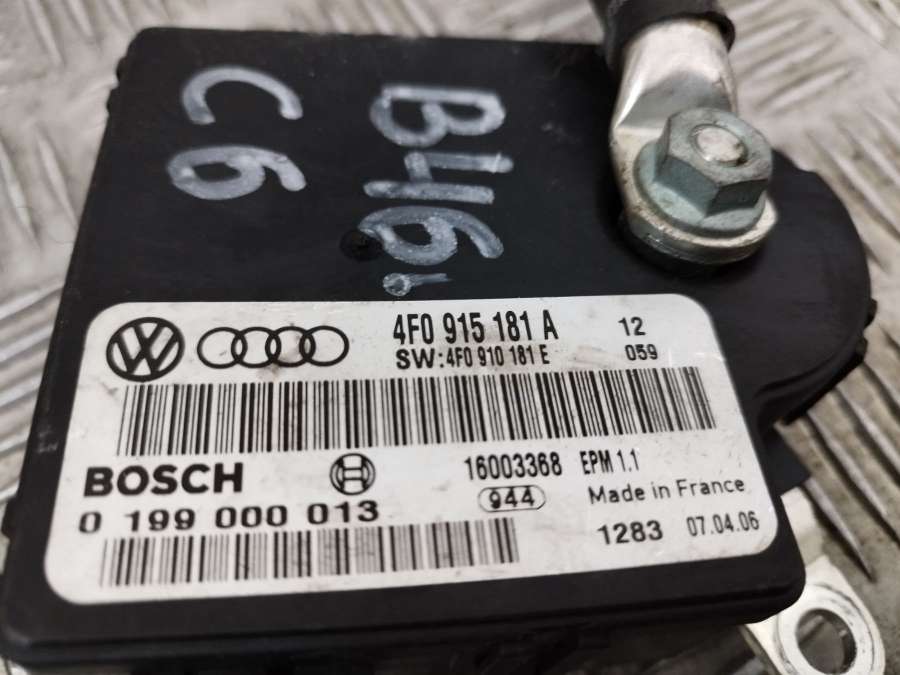 C6
B46.
4F0 915 181 A 12
SW:4F0 910 181 E 059
BOSCH 16003368 EPM 1.1
0 199 000 013 944 Made in France
1283 07.04.06